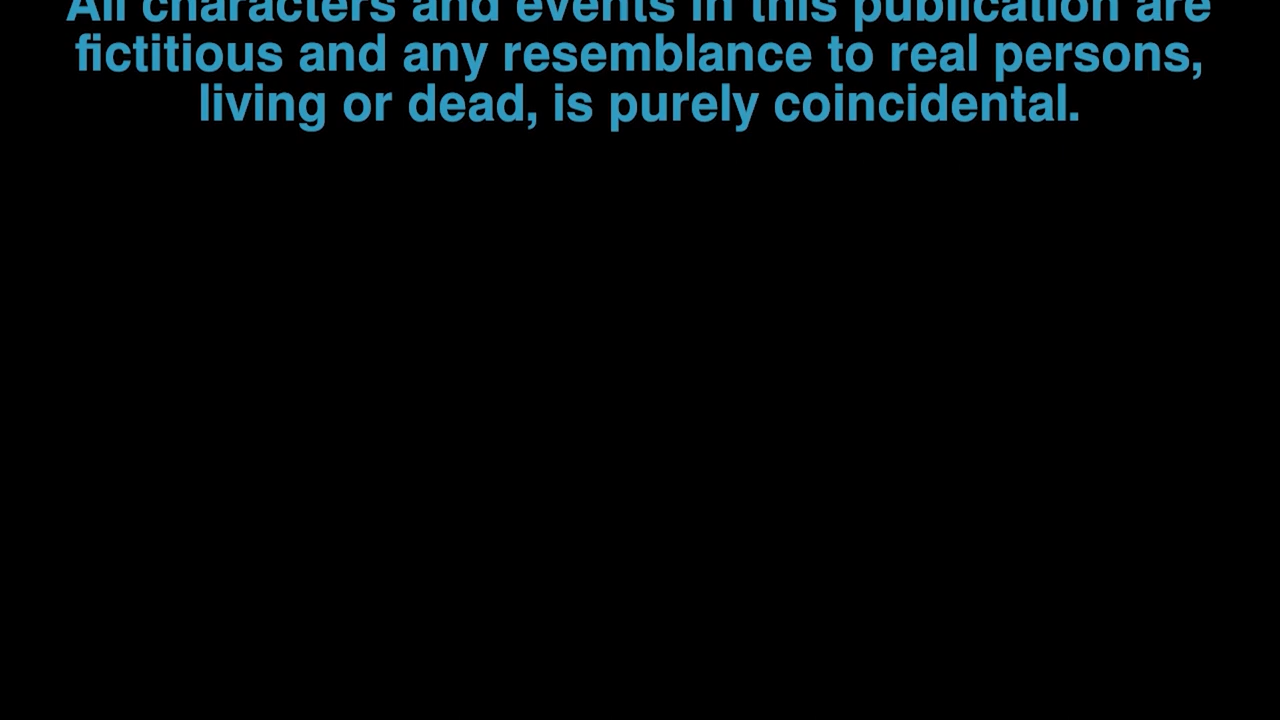 All characters and events in this publication are
fictitious and any resemblance to real persons,
living or dead, is purely coincidental.